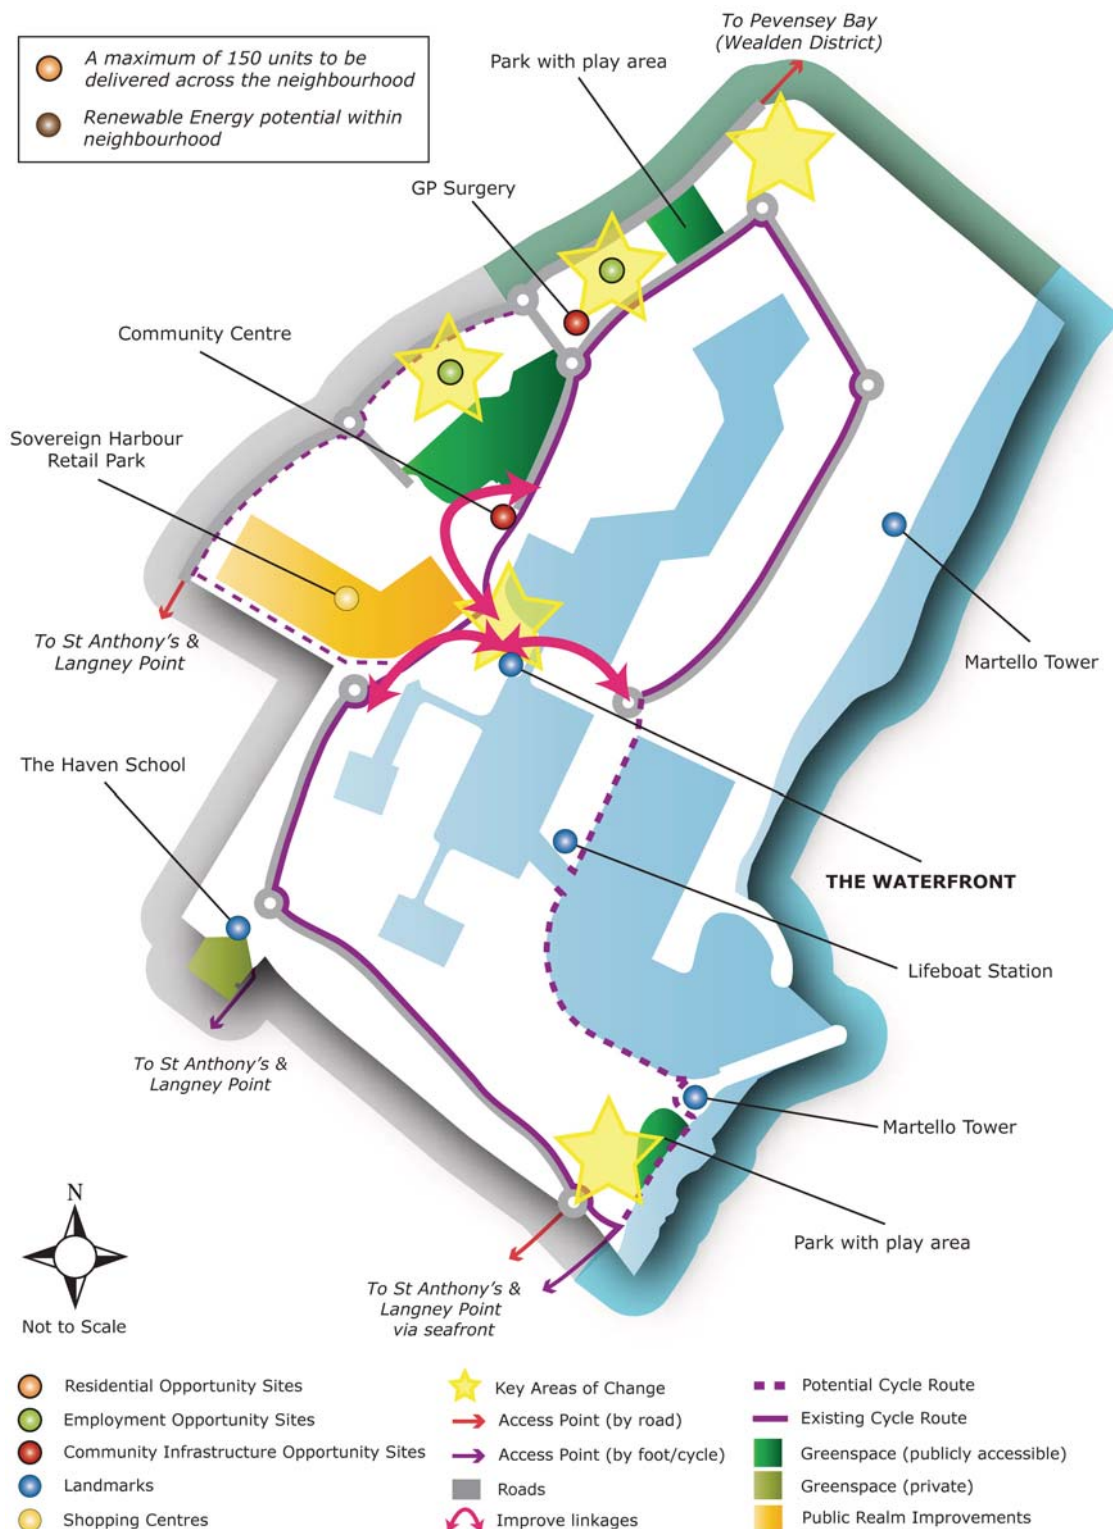 To Pevensey Bay
(Wealden District)
A maximum of 150 units to be
delivered across the neighbourhood
Renewable Energy potential within
neighbourhood
Park with play area
GP Surgery
Community Centre
Sovereign Harbour
Retail Park
To St Anthony's &
Langney Point
Martello Tower
The Haven School
THE WATERFRONT
Lifeboat Station
To St Anthony's &
Langney Point
Martello Tower
Park with play area
N
Not to Scale
To St Anthony's &
Langney Point
via seafront
Residential Opportunity Sites
Employment Opportunity Sites
Community Infrastructure Opportunity Sites
Landmarks
Shopping Centres
Key Areas of Change
Access Point (by road)
Access Point (by foot/cycle)
Roads
Improve linkages
Potential Cycle Route
Existing Cycle Route
Greenspace (publicly accessible)
Greenspace (private)
Public Realm Improvements